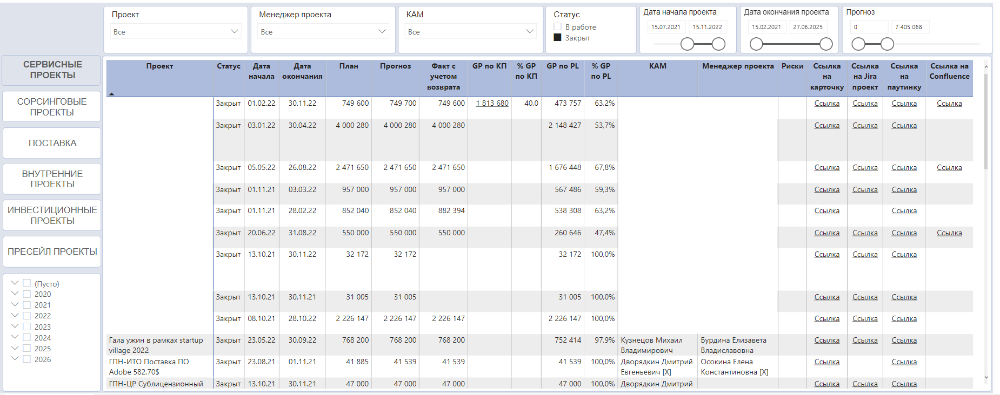 Проект
Все
Менеджер проекта
Все
КАМ
Все
Статус
В работе
Закрыт
Дата начала проекта
15.07.2021 15.11.2022
Дата окончания проекта
15.02.2021 27.06.2025
Прогноз
0 7 405 068
СЕРВИСНЫЕ
ПРОЕКТЫ
СОРСИНГОВЫЕ
ПРОЕКТЫ
ПОСТАВКА
ВНУТРЕННИЕ
ПРОЕКТЫ
ИНВЕСТИЦИОННЫЕ
ПРОЕКТЫ
ПРЕСЕЙЛ ПРОЕКТЫ
(Пусто)
2020
2021
2022
2023
2024
2025
2026
Проект Статус Дата План Прогноз Факт с GP по КП % GP GP по PL % GP КАМ Менеджер проекта Риски Ссылка Ссылка Ссылка Ссылка на
начала окончания учетом по КП по PL на на Jira на Confluence
возврата карточку проект паутинку
Дата
Закрыт 01.02.22 30.11.22 749 600 749 700 749 600 1 813 680 40,0 473 757 63,2% Ссылка Ссылка Ссылка Ссылка
Закрыт 03.01.22 30.04.22 4 000 280 4 000 280 4 000 280 2 148 427 53,7% Ссылка Ссылка Ссылка
Закрыт 05.05.22 26.08.22 2 471 650 2 471 650 2 471 650 1 676 448 67,8% Ссылка Ссылка Ссылка Ссылка
Закрыт 01.11.21 03.03.22 957 000 957 000 957 000 567 486 59,3% Ссылка Ссылка Ссылка
Закрыт 01.11.21 28.02.22 852 040 852 040 882 394 538 308 63,2% Ссылка Ссылка
Закрыт 20.06.22 31.08.22 550 000 550 000 550 000 260 646 47,4% Ссылка Ссылка Ссылка Ссылка
Закрыт 13.10.21 30.11.22 32 172 32 172 32 172 100,0% Ссылка Ссылка Ссылка
Закрыт 13.10.21 30.11.21 31 005 31 005 31 005 100,0% Ссылка Ссылка Ссылка
Закрыт 08.10.21 28.10.22 2 226 147 2 226 147 2 226 147 2 226 147 100,0% Ссылка Ссылка Ссылка
Гала ужин в рамках startup Закрыт 23.05.22 30.09.22 768 200 768 200 768 200 752 414 97,9% Кузнецов Михаил Бурдина Елизавета Ссылка Ссылка Ссылка
village 2022 Владимирович Владиславовна
ГПН-ИТО Поставка ПО Закрыт 23.08.21 01.11.21 41 885 41 539 41 539 41 539 100,0% Дворядкин Дмитрий Осокина Елена Ссылка Ссылка
Adobe 582,70$ Евгеньевич [X] Константиновна [X]
ГПН-ЦР Сублицензионный Закрыт 13.10.21 30.11.21 47 000 47 000 47 000 47 000 100,0% Дворядкин Дмитрий Ссылка Ссылка Ссылка